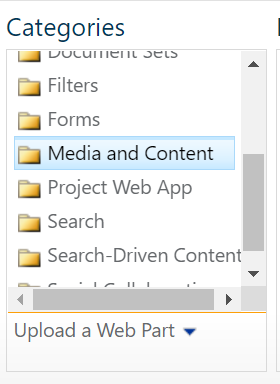 Categories
Document Sets
Filters
Forms
Media and Content
Project Web App
Search
Search-Driven Content
Upload a Web Part